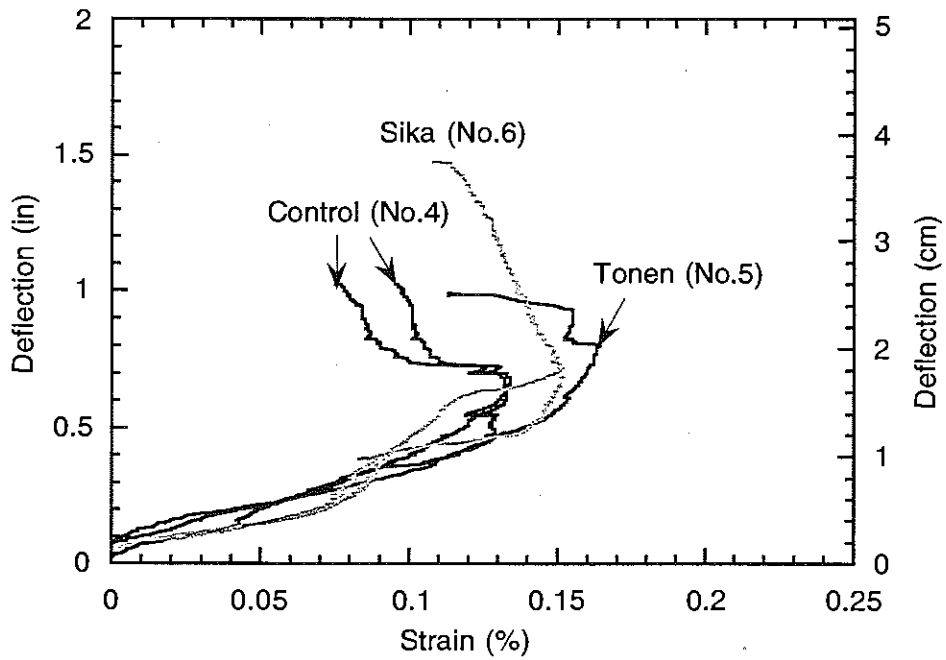 2
5
Sika (No.6)
4
1.5
Control (No.4)
3
Deflection (in)
Tonen (No.5)
Deflection (cm)
1
2
0.5
1
0
0
0
0.05
0.1
0.15
0.2
0.25
Strain (%)